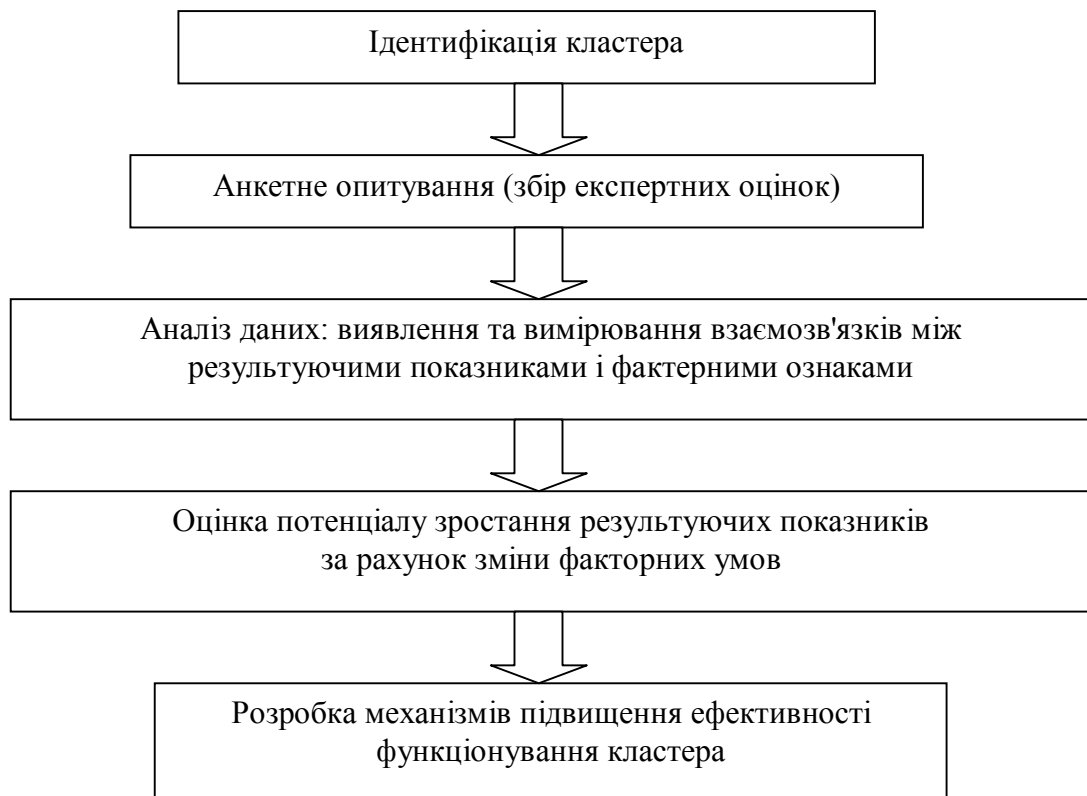 Ідентифікація кластера
Анкетне опитування (збір експертних оцінок)
Аналіз даних: виявлення та вимірювання взаємозв'язків між
результуючими показниками і фактерними ознаками
Оцінка потенціалу зростання результуючих показників
за рахунок зміни факторних умов
Розробка механізмів підвищення ефективності
функціонування кластера